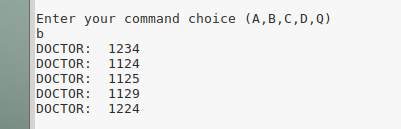 Enter your command choice (A,B,C,D,Q)
b
DOCTOR:  1234
DOCTOR:  1124
DOCTOR:  1125
DOCTOR:  1129
DOCTOR:  1224